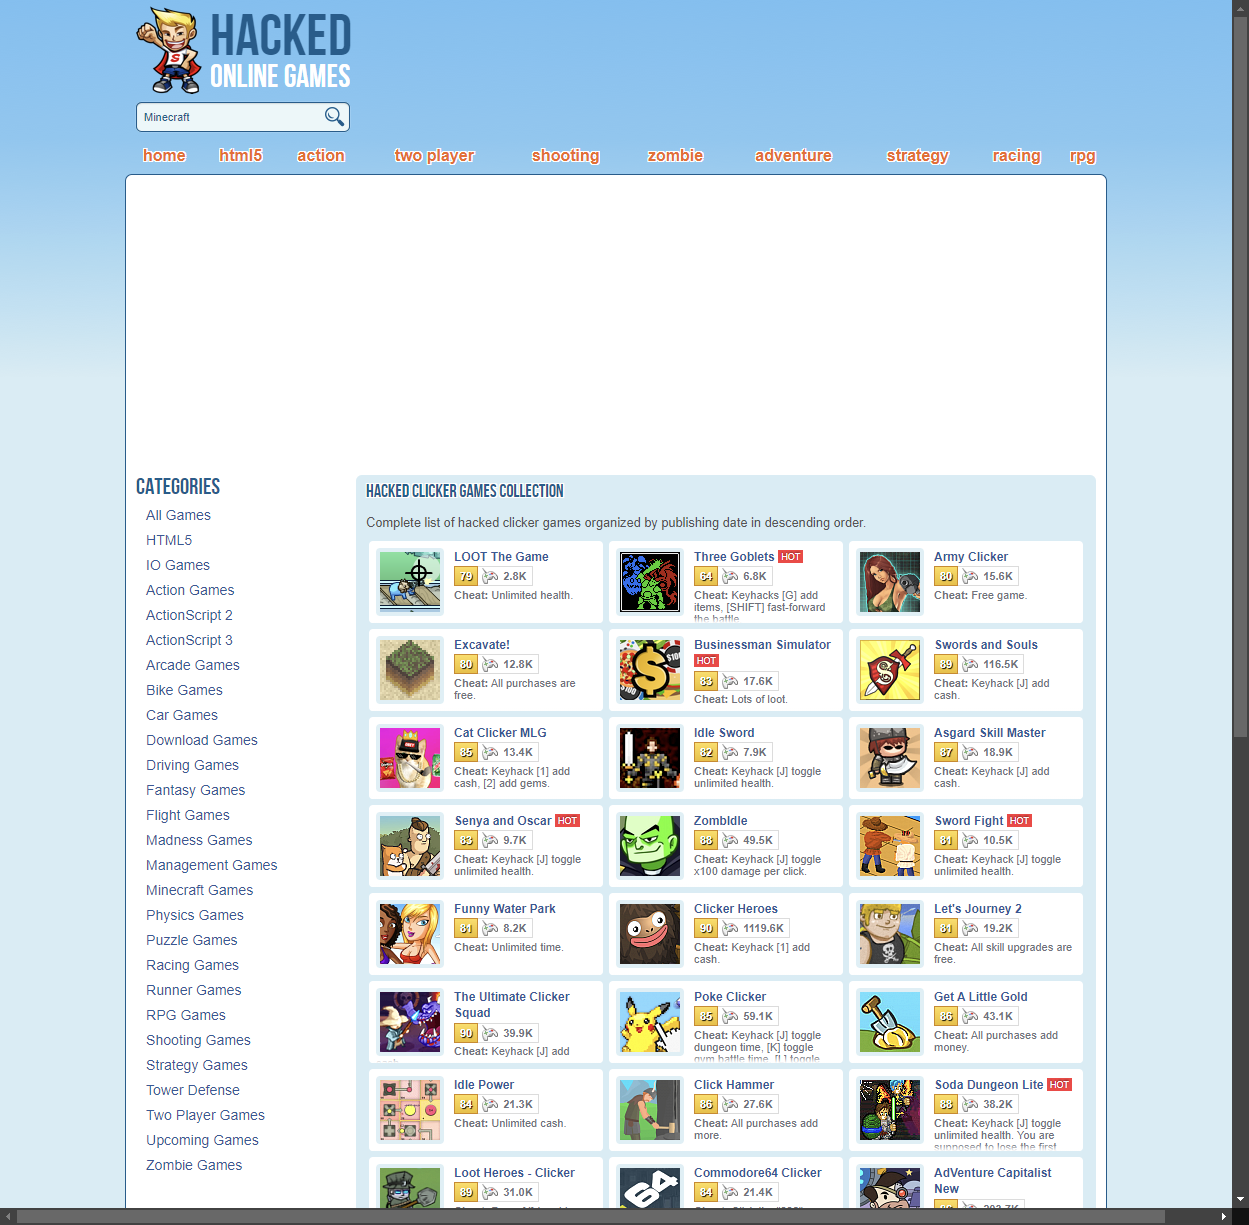 HACKED
ONLINE GAMES
Minecraft
home html5 action two player shooting zombie adventure strategy racing rpg
CATEGORIES
All Games
HTML5
IO Games
Action Games
ActionScript 2
ActionScript 3
Arcade Games
Bike Games
Car Games
Download Games
Driving Games
Fantasy Games
Flight Games
Madness Games
Management Games
Minecraft Games
Physics Games
Puzzle Games
Racing Games
Runner Games
RPG Games
Shooting Games
Strategy Games
Tower Defense
Two Player Games
Upcoming Games
Zombie Games
HACKED CLICKER GAMES COLLECTION
Complete list of hacked clicker games organized by publishing date in descending order.
LOOT The Game
79 2.8K
Cheat: Unlimited health.
Three Goblets HOT
64 6.8K
Cheat: Keyhacks [G] add
items, [SHIFT] fast-forward
the battle
Army Clicker
80 15.6K
Cheat: Free game.
Excavate!
80 12.8K
Cheat: All purchases are
free.
Businessman Simulator
HOT
83 17.6K
Cheat: Lots of loot.
Swords and Souls
89 116.5K
Cheat: Keyhack [J] add
cash.
Cat Clicker MLG
85 13.4K
Cheat: Keyhack [1] add
cash, [2] add gems.
Idle Sword
82 7.9K
Cheat: Keyhack [J] toggle
unlimited health.
Asgard Skill Master
87 18.9K
Cheat: Keyhack [J] add
cash.
Senya and Oscar HOT
83 9.7K
Cheat: Keyhack [J] toggle
unlimited health.
ZombIdle
88 49.5K
Cheat: Keyhack [J] toggle
x100 damage per click.
Sword Fight HOT
81 10.5K
Cheat: Keyhack [J] toggle
unlimited health.
Funny Water Park
81 8.2K
Cheat: Unlimited time.
Clicker Heroes
90 1119.6K
Cheat: Keyhack [1] add
cash.
Let's Journey 2
81 19.2K
Cheat: All skill upgrades are
free.
The Ultimate Clicker
Squad
90 39.9K
Cheat: Keyhack [J] add
Poke Clicker
85 59.1K
Cheat: Keyhack [J] toggle
dungeon time, [K] toggle
gym battle time, [L] toggle
Get A Little Gold
86 43.1K
Cheat: All purchases add
money.
Idle Power
84 21.3K
Cheat: Unlimited cash.
Click Hammer
86 27.6K
Cheat: All purchases add
more.
Soda Dungeon Lite HOT
88 38.2K
Cheat: Keyhack [J] toggle
unlimited health. You are
supposed to lose the first
Loot Heroes - Clicker
89 31.0K
Commodore64 Clicker
84 21.4K
64
AdVenture Capitalist
New